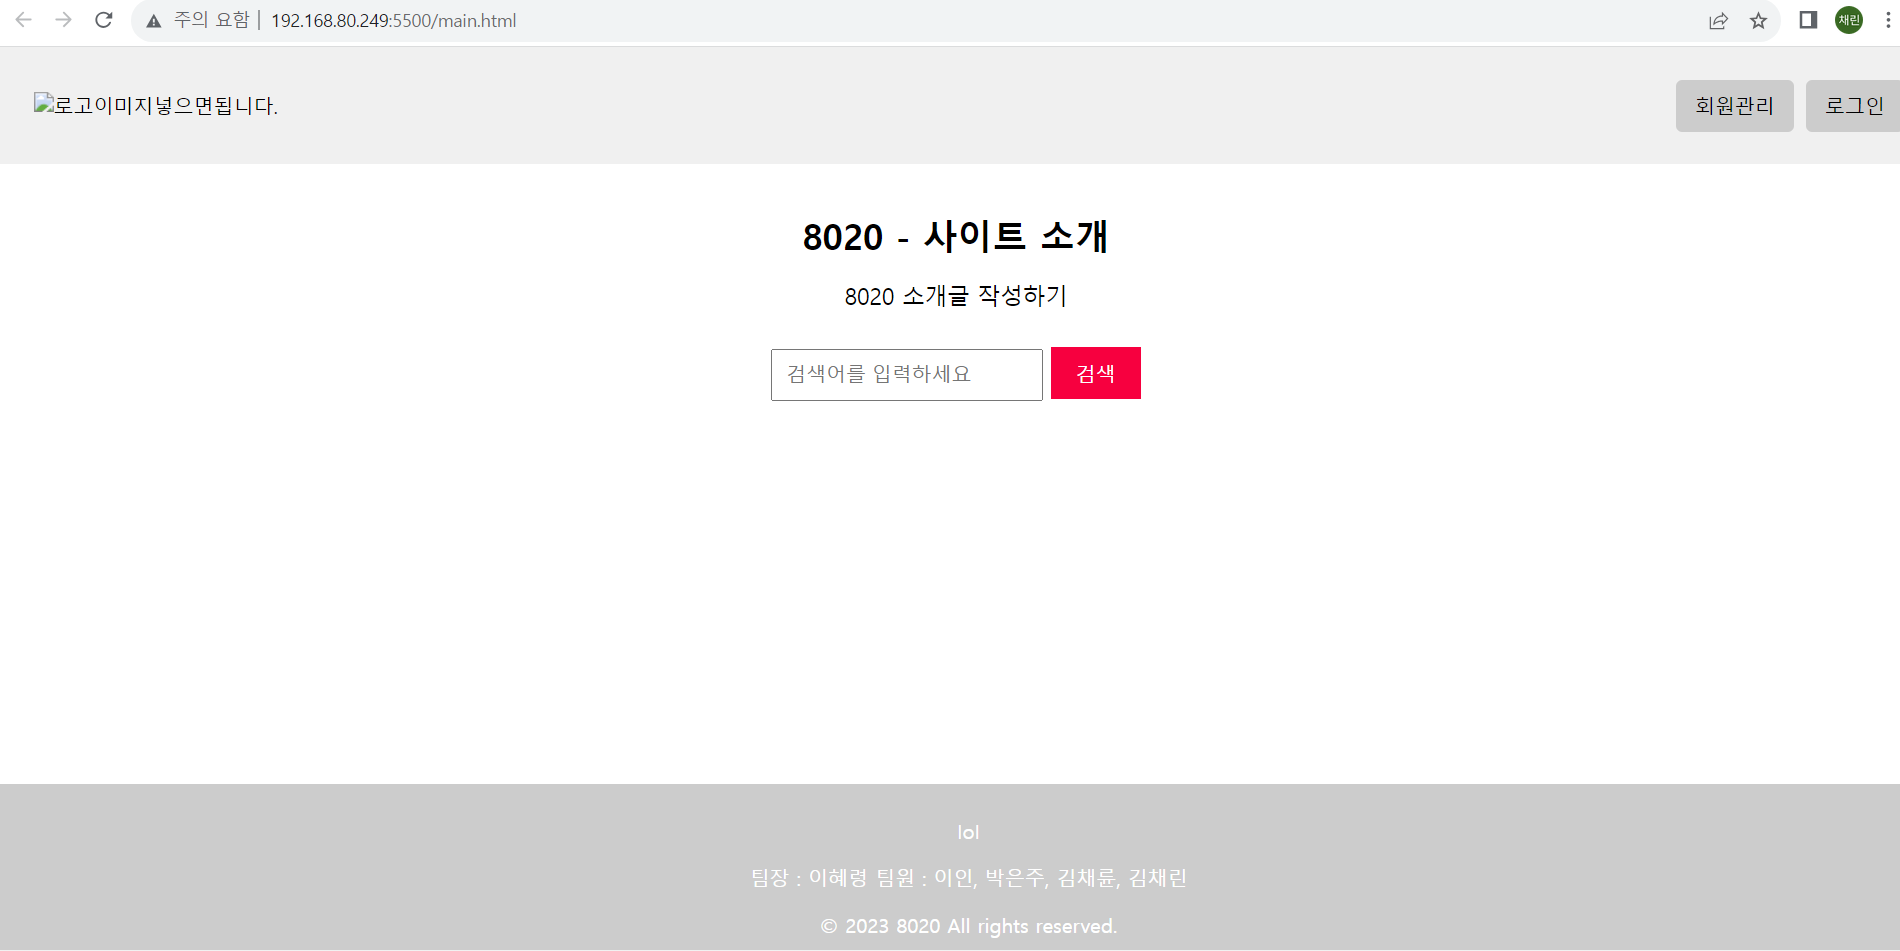 주의 요함 | 192.168.80.249:5500/main.html
채린
로고이미지넣으면됩니다.
회원관리 로그인
8020 - 사이트 소개
8020 소개글 작성하기
검색어를 입력하세요 검색
lol
팀장 : 이혜령 팀원 : 이인, 박은주, 김채륜, 김채린
© 2023 8020 All rights reserved.